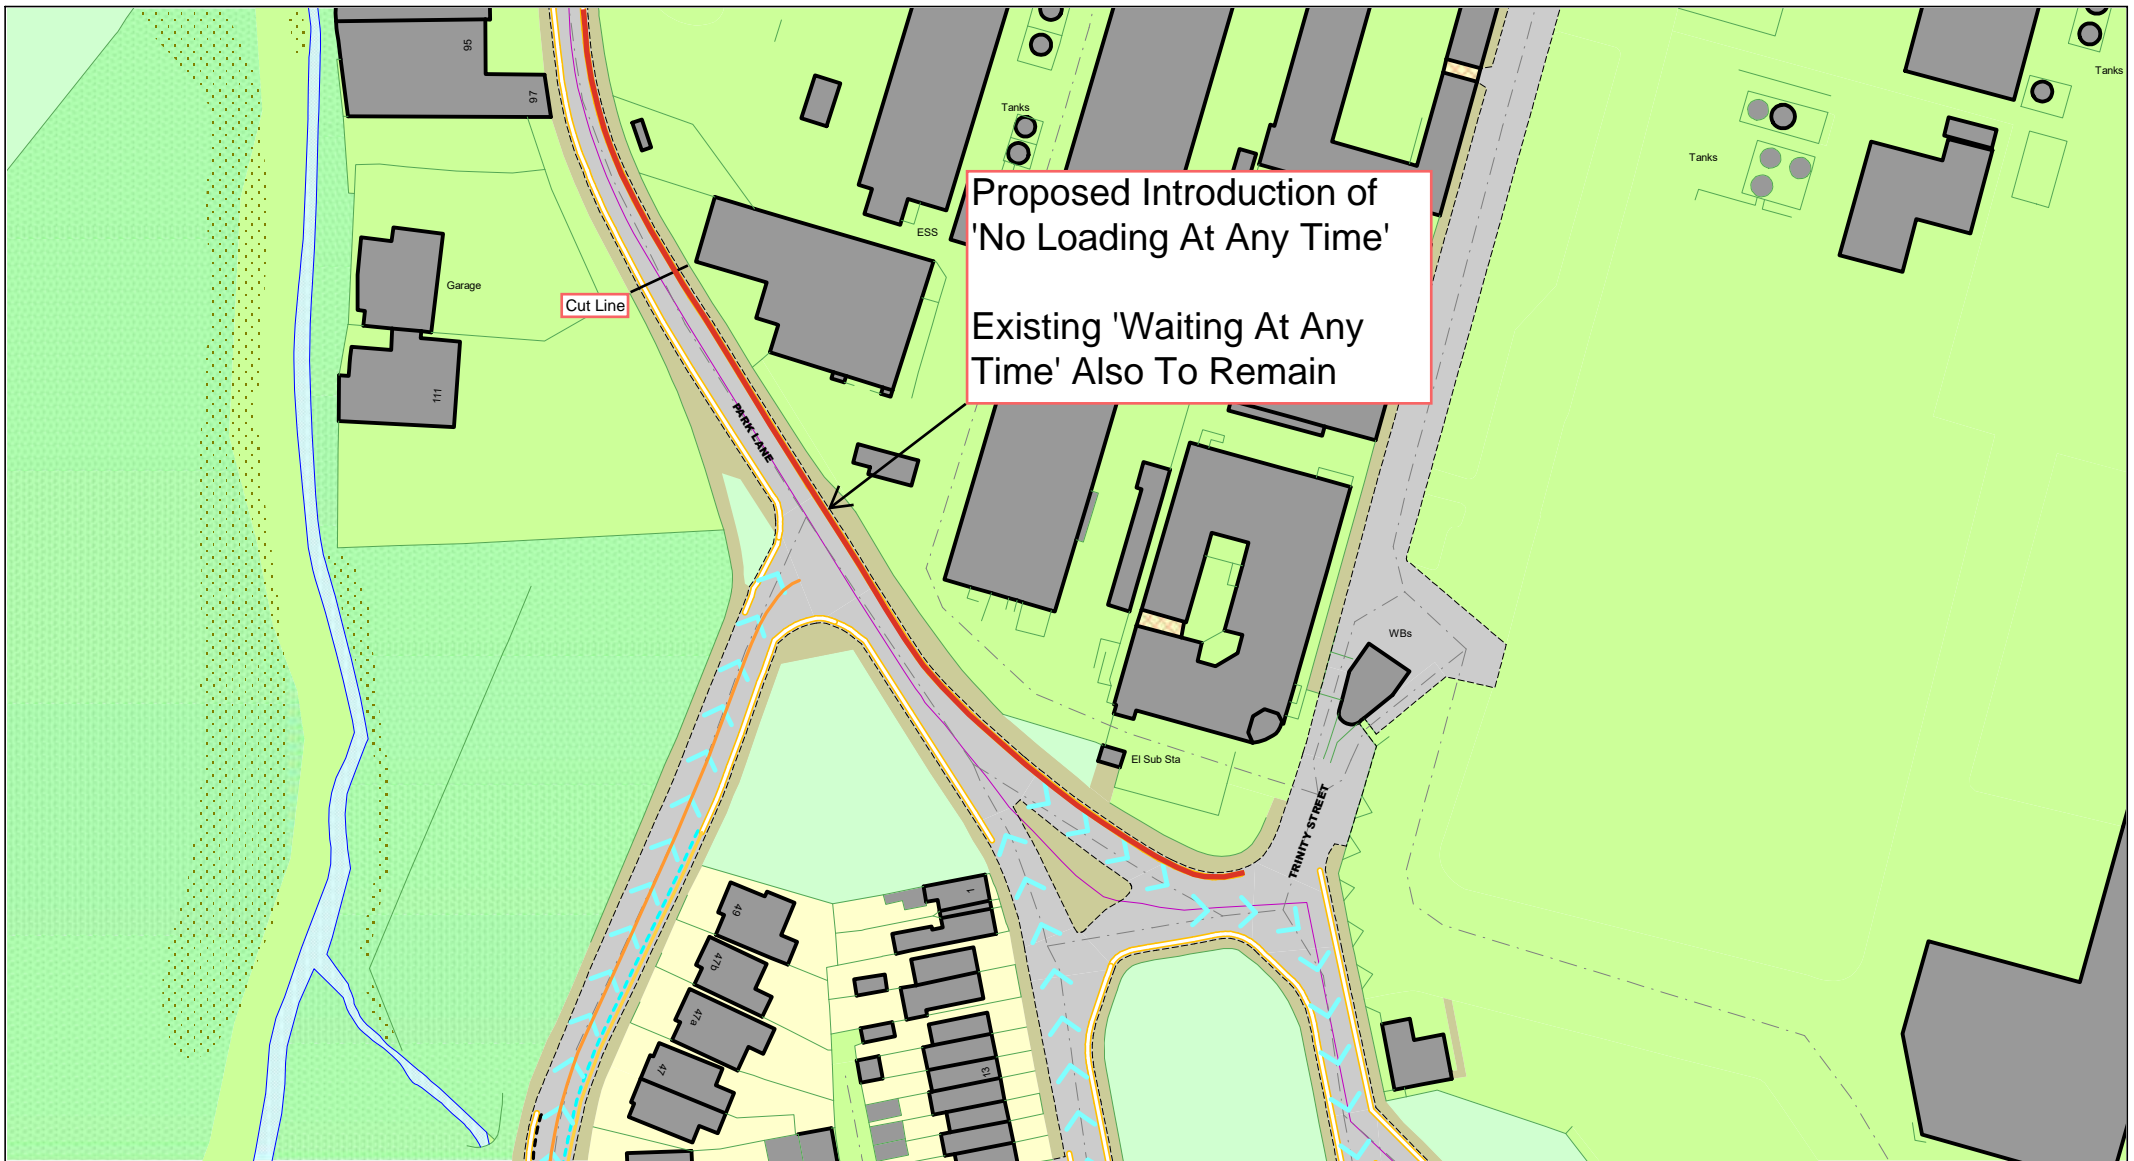 95
97
Tanks
Tanks
Tanks
Proposed Introduction of
'No Loading At Any Time'
Existing 'Waiting At Any
Time' Also To Remain
ESS
Garage
Cut Line
111
PARK LANE
WBs
El Sub Sta
TRINITY STREET
49
1
47b
47a
47
13